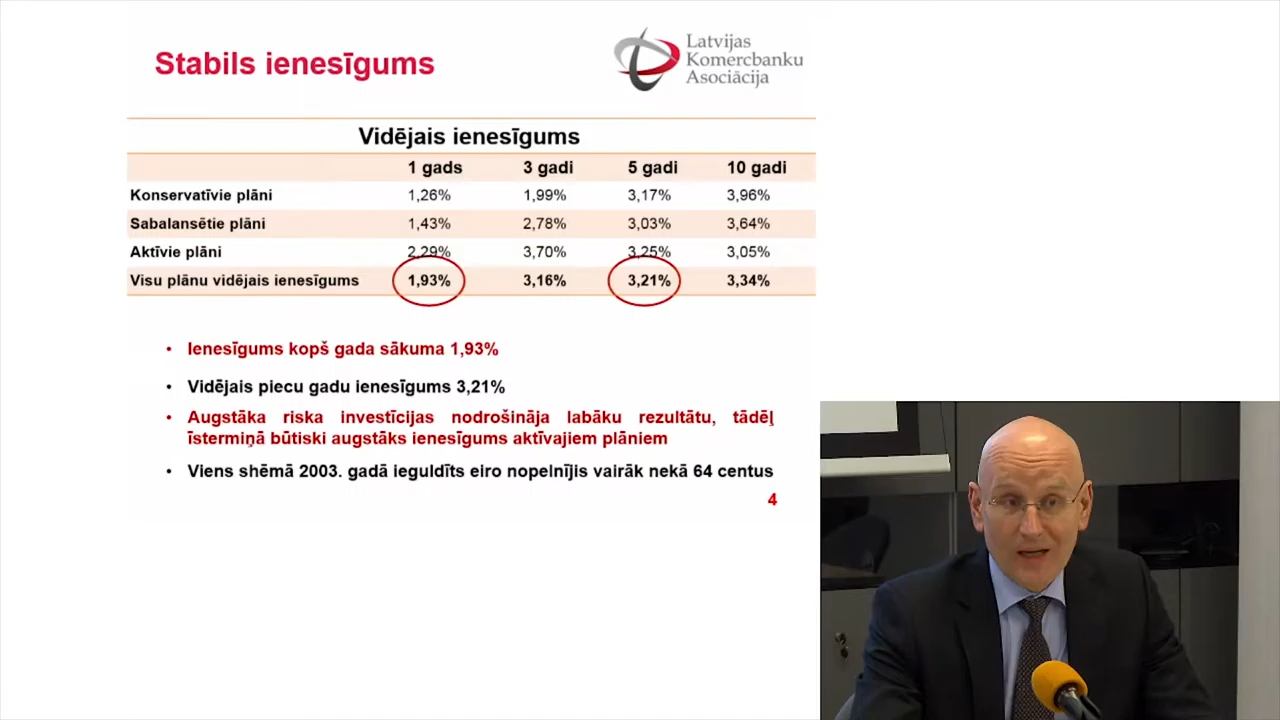 Stabils ienesīgums
Latvijas
Komercbanku
Asociācija
Vidējais ienesīgums
1 gads 3 gadi 5 gadi 10 gadi
Konservatīvie plāni 1,26% 1,99% 3,17% 3,96%
Sabalansētie plāni 1,43% 2,78% 3,03% 3,64%
Aktīvie plāni 2,29% 3,70% 3,25% 3,05%
Visu plānu vidējais ienesīgums 1,93% 3,16% 3,21% 3,34%
• Ienesīgums kopš gada sākuma 1,93%
• Vidējais piecu gadu ienesīgums 3,21%
• Augstāka riska investīcijas nodrošināja labāku rezultātu, tādēļ
īstermiņā būtiski augstāks ienesīgums aktīvajiem plāniem
• Viens shēmā 2003. gadā ieguldīts eiro nopelnījis vairāk nekā 64 centus
4